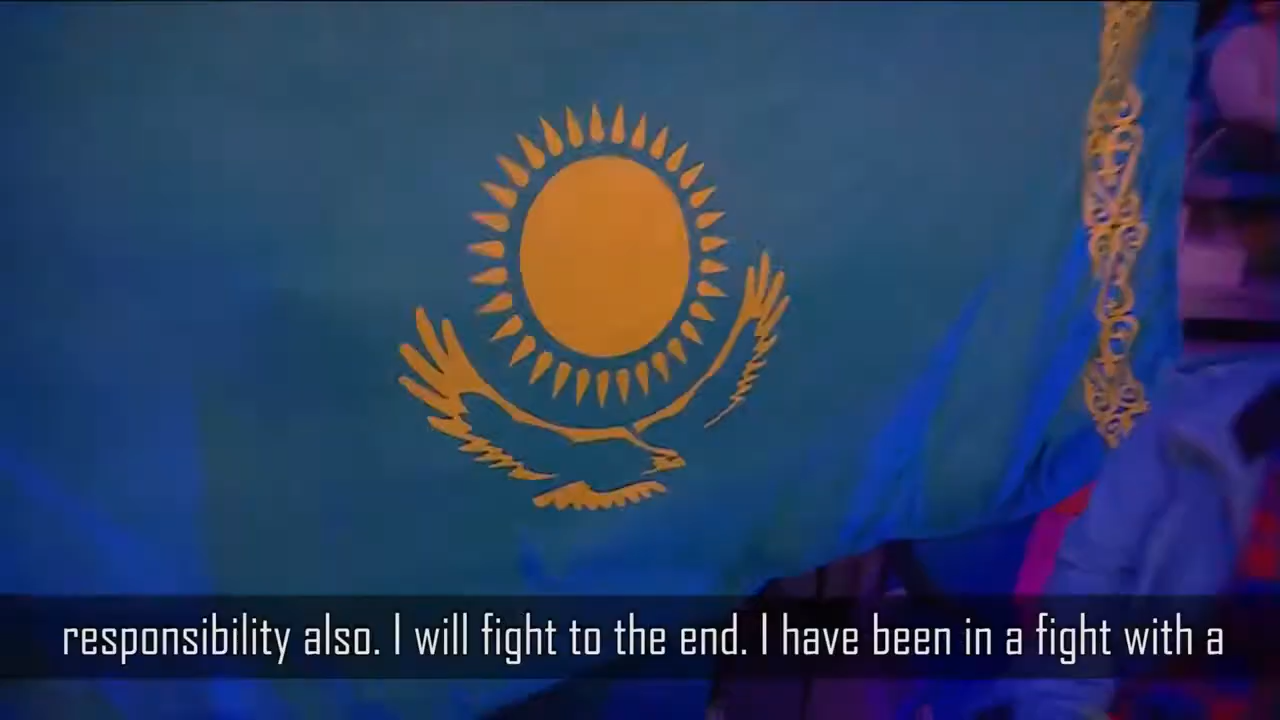 responsibility also. I will fight to the end. I have been in a fight with a